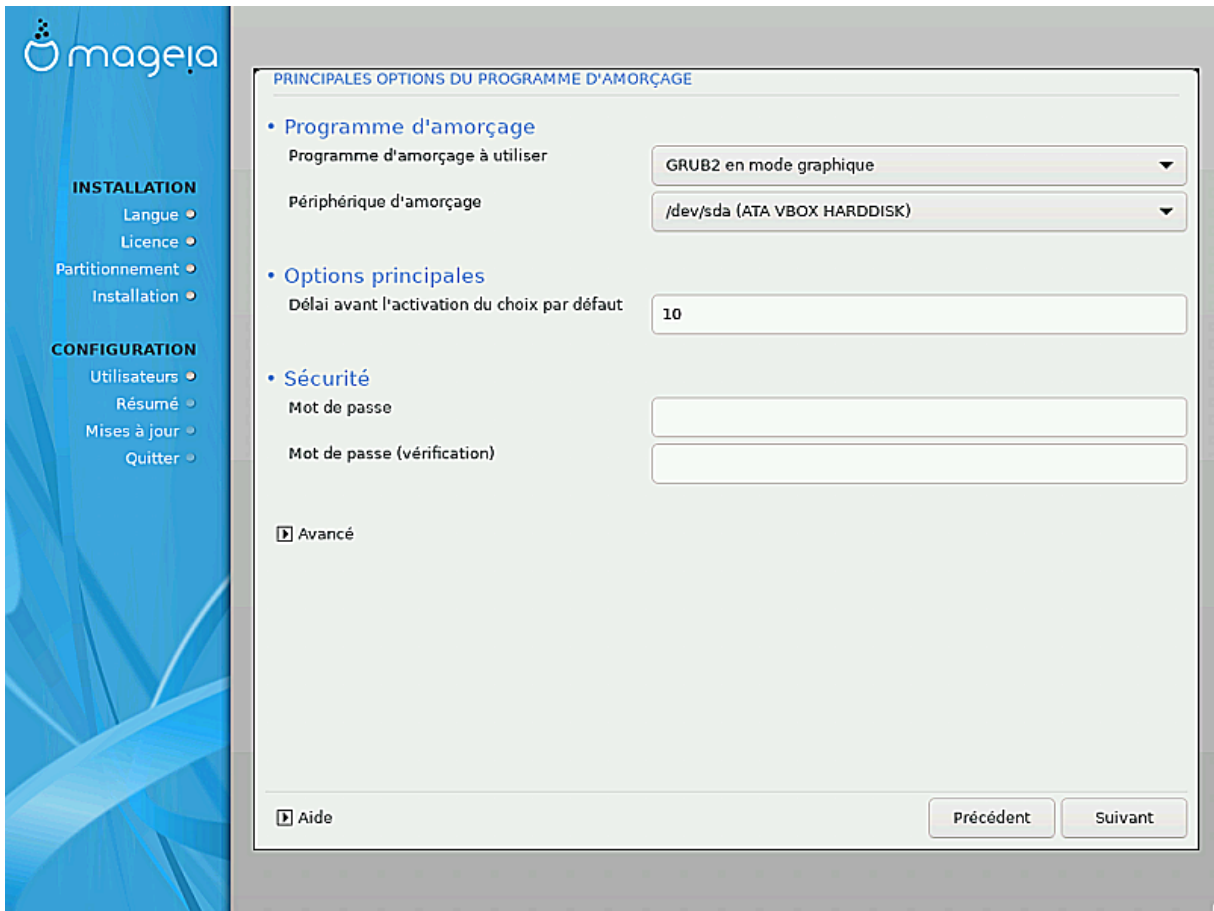 mageia
INSTALLATION
Langue
Licence
Partitionnement
Installation
CONFIGURATION
Utilisateurs
Résumé
Mises à jour
Quitter
PRINCIPALES OPTIONS DU PROGRAMME D'AMORÇAGE
• Programme d'amorçage
Programme d'amorçage à utiliser
GRUB2 en mode graphique
Périphérique d'amorçage
/dev/sda (ATA VBOX HARDDISK)
• Options principales
Délai avant l'activation du choix par défaut
10
• Sécurité
Mot de passe
Mot de passe (vérification)
Avancé
Aide
Précédent
Suivant